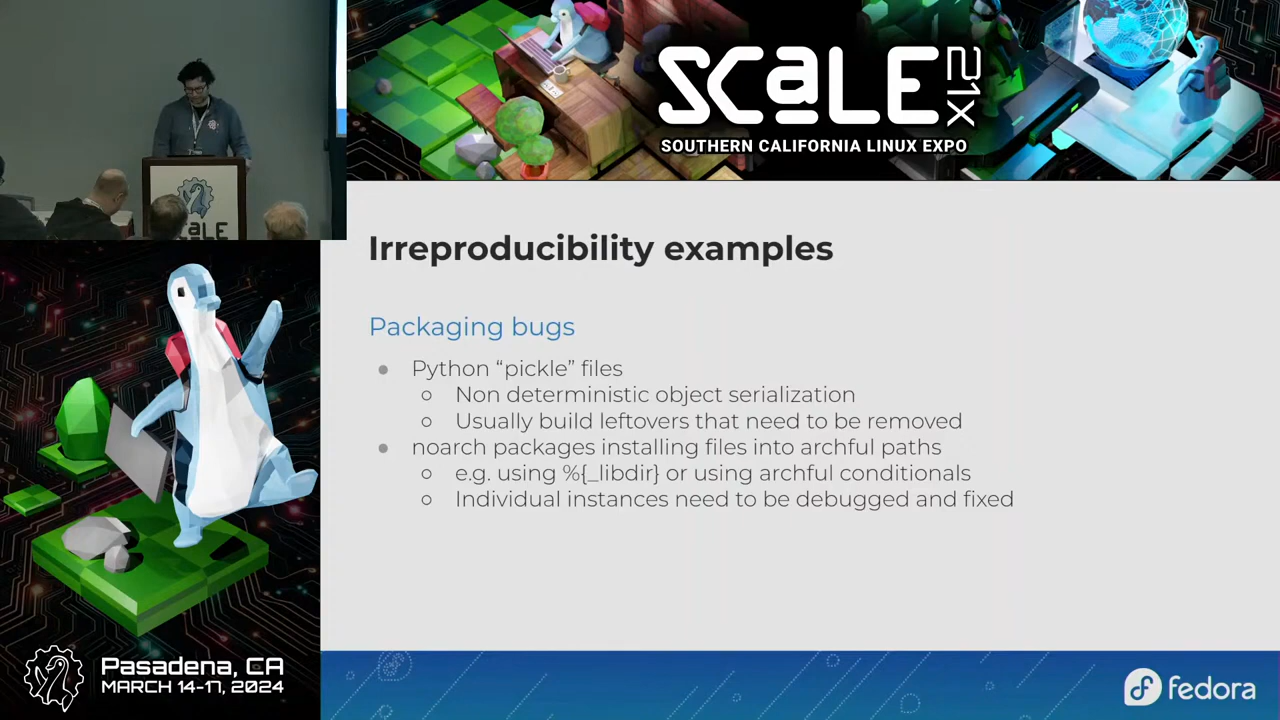 SCALE 21X
SOUTHERN CALIFORNIA LINUX EXPO
SCALE
Irreproducibility examples
Packaging bugs
● Python “pickle” files
○ Non deterministic object serialization
○ Usually build leftovers that need to be removed
● noarch packages installing files into archful paths
○ e.g. using %{_libdir} or using archful conditionals
○ Individual instances need to be debugged and fixed
Pasadena, CA
MARCH 14-17, 2024
fedora